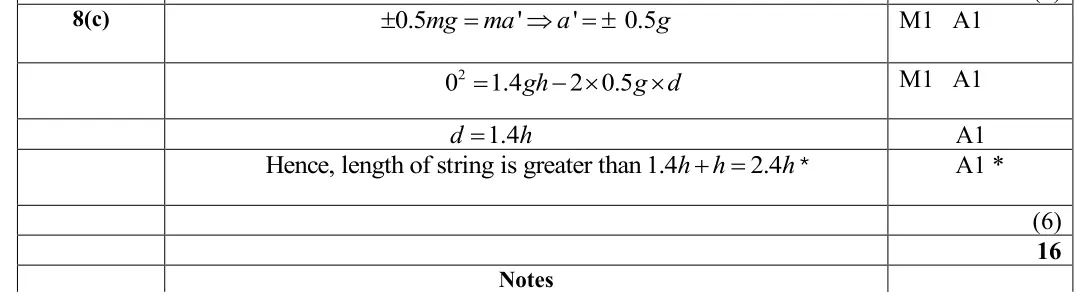 8(c) ±0.5mg = ma' ⇒ a' = ± 0.5g M1 A1
0² = 1.4gh − 2×0.5g×d M1 A1
d = 1.4h A1
Hence, length of string is greater than 1.4h + h = 2.4h * A1 *
(6)
16
Notes